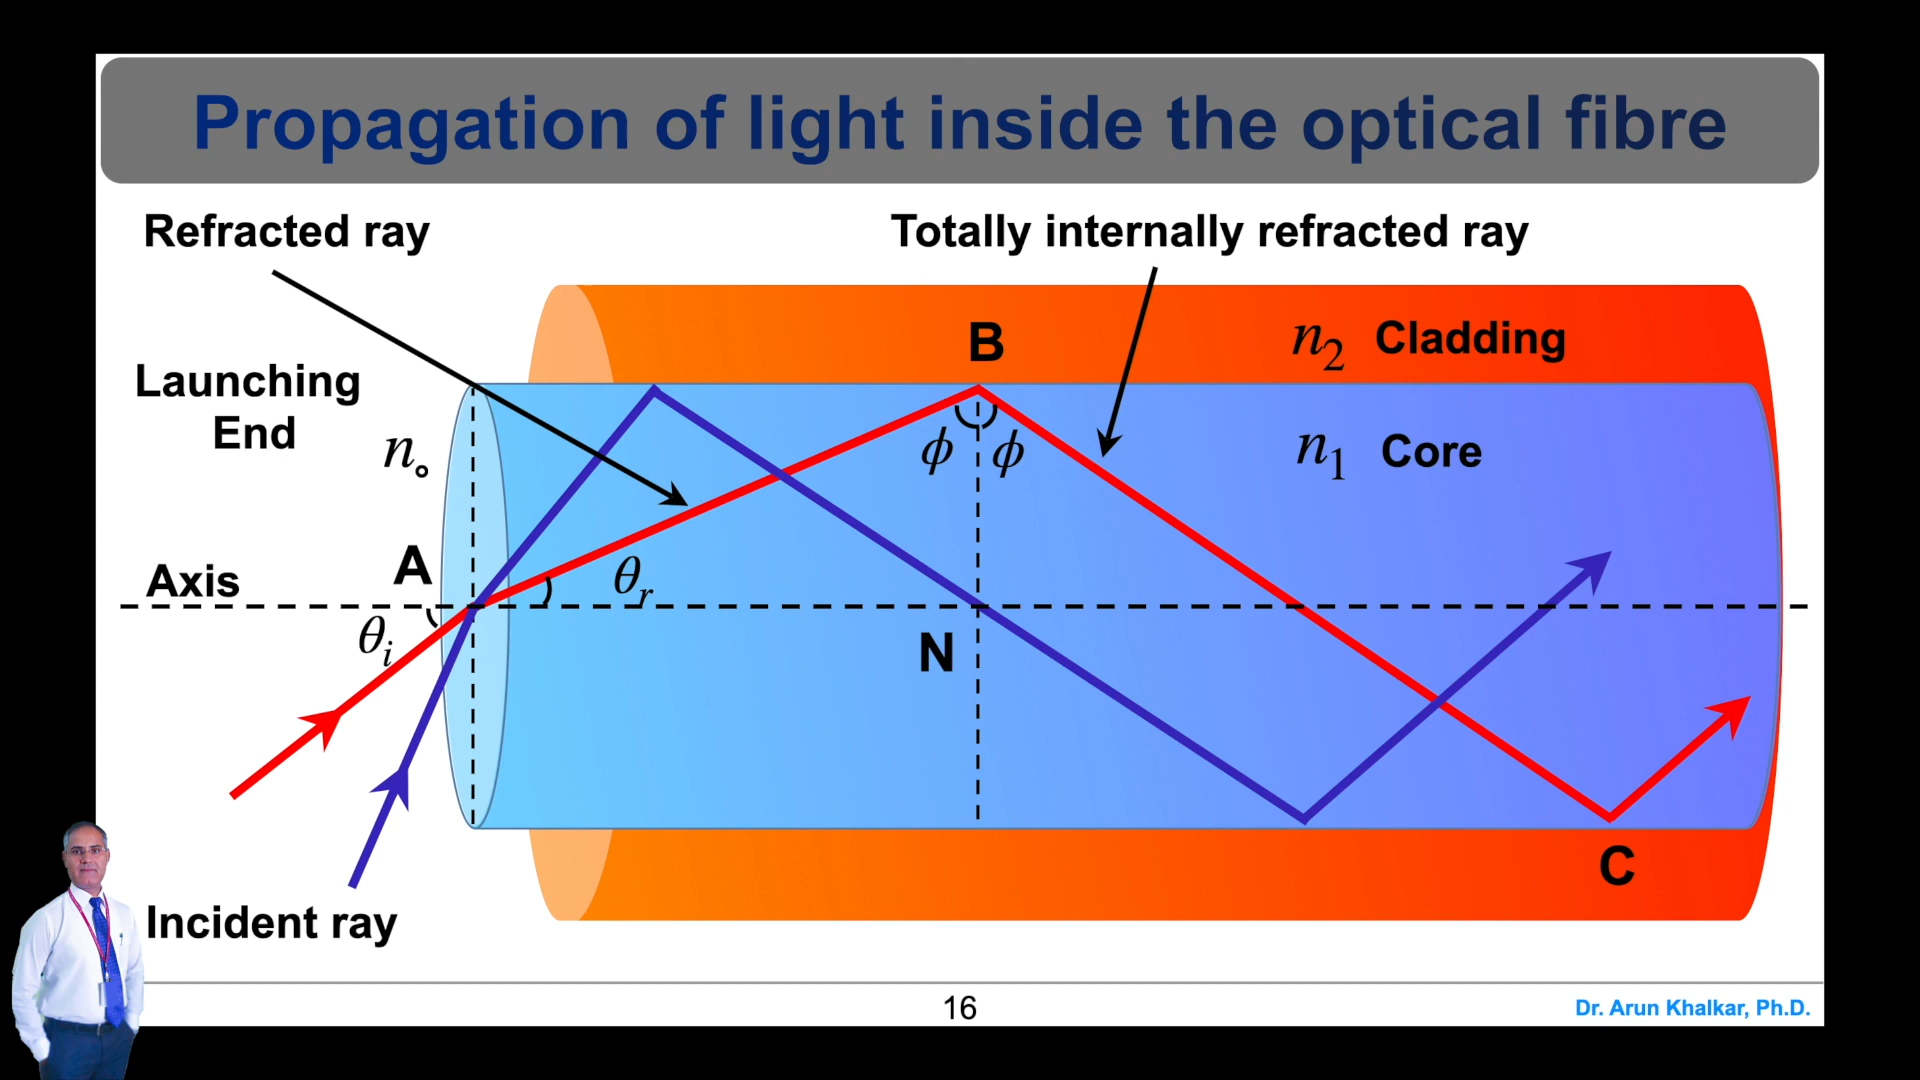 Propagation of light inside the optical fibre
Refracted ray
Totally internally refracted ray
B
n₂ Cladding
Launching
End
n∘
ϕ ϕ
n₁ Core
A
Axis
θᵣ
θᵢ
N
C
Incident ray
16
Dr. Arun Khalkar, Ph.D.